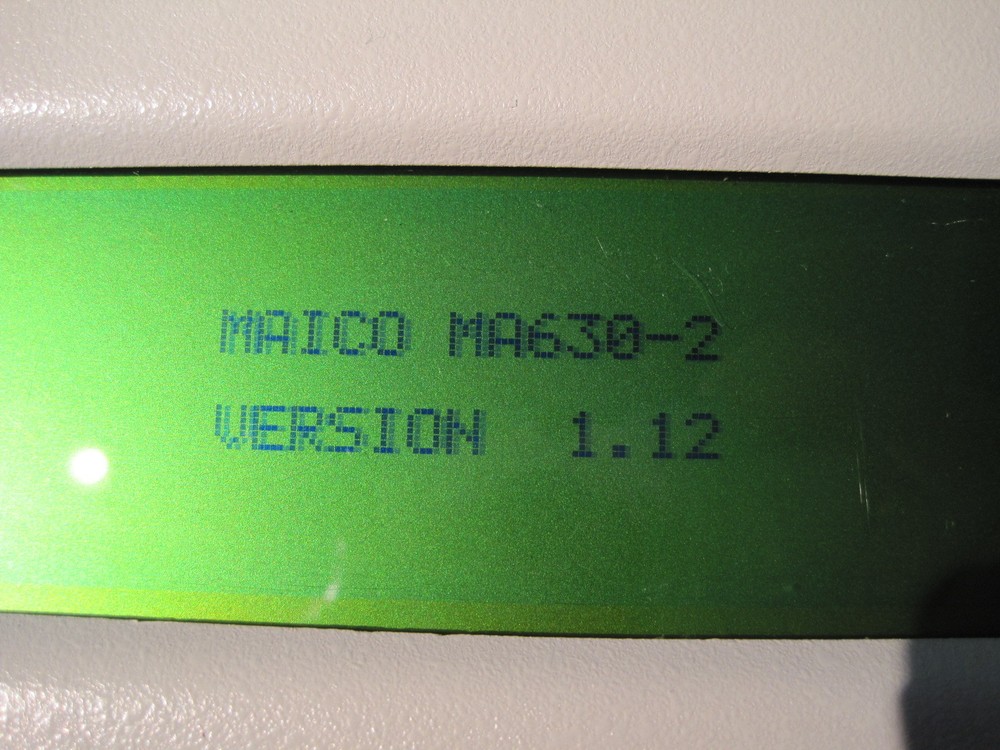 MAICO MA630-2
VERSION  1.12